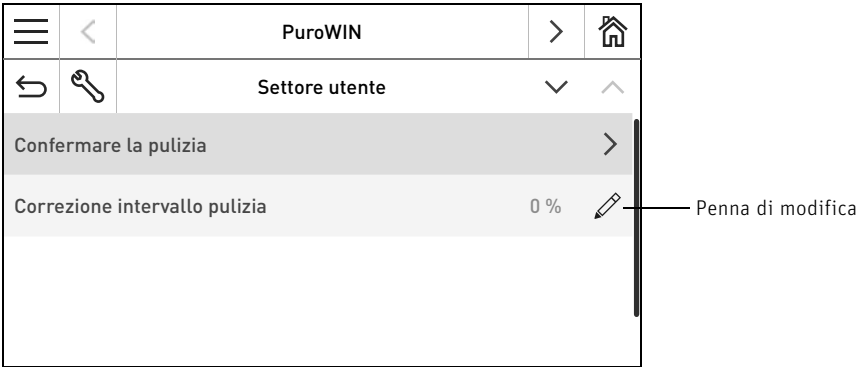 PuroWIN
Settore utente
Confermare la pulizia
Correzione intervallo pulizia 0 %
Penna di modifica